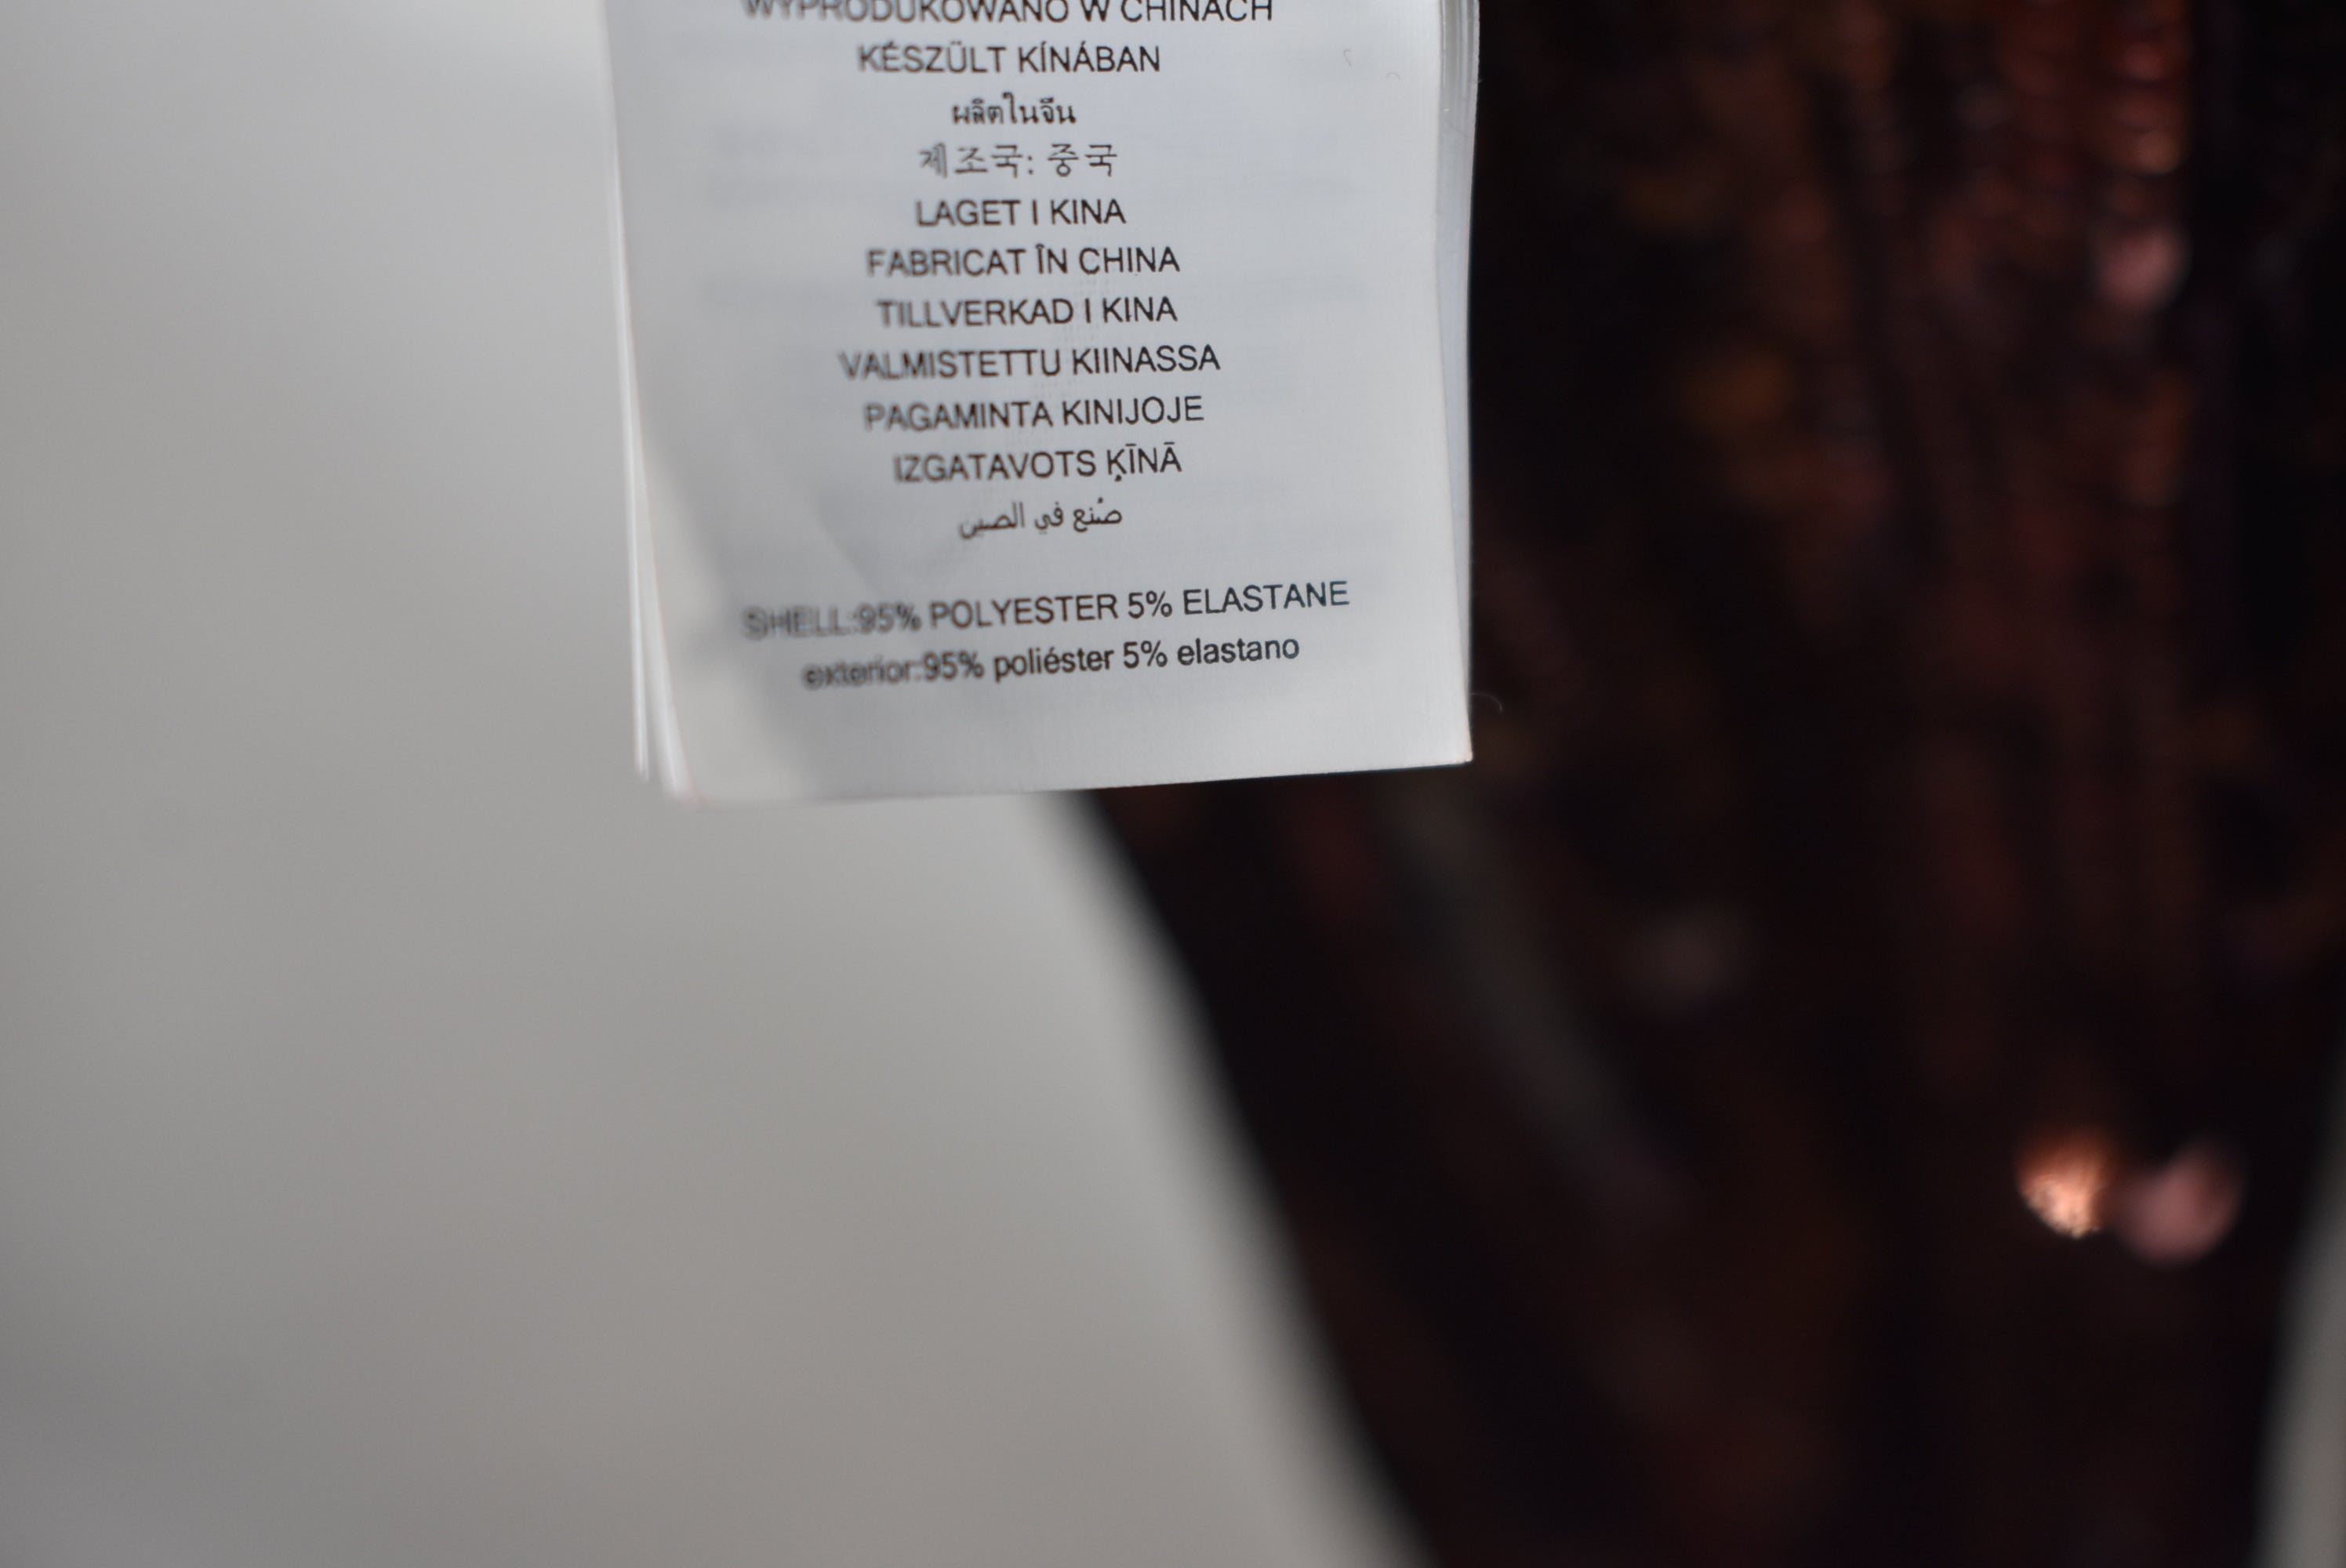 WYPRODUKOWANO W CHINACH
KÉSZÜLT KÍNÁBAN
ผลิตในจีน
제조국: 중국
LAGET I KINA
FABRICAT ÎN CHINA
TILLVERKAD I KINA
VALMISTETTU KIINASSA
PAGAMINTA KINIJOJE
IZGATAVOTS ĶĪNĀ
صُنع في الصين
SHELL:95% POLYESTER 5% ELASTANE
exterior:95% poliéster 5% elastano